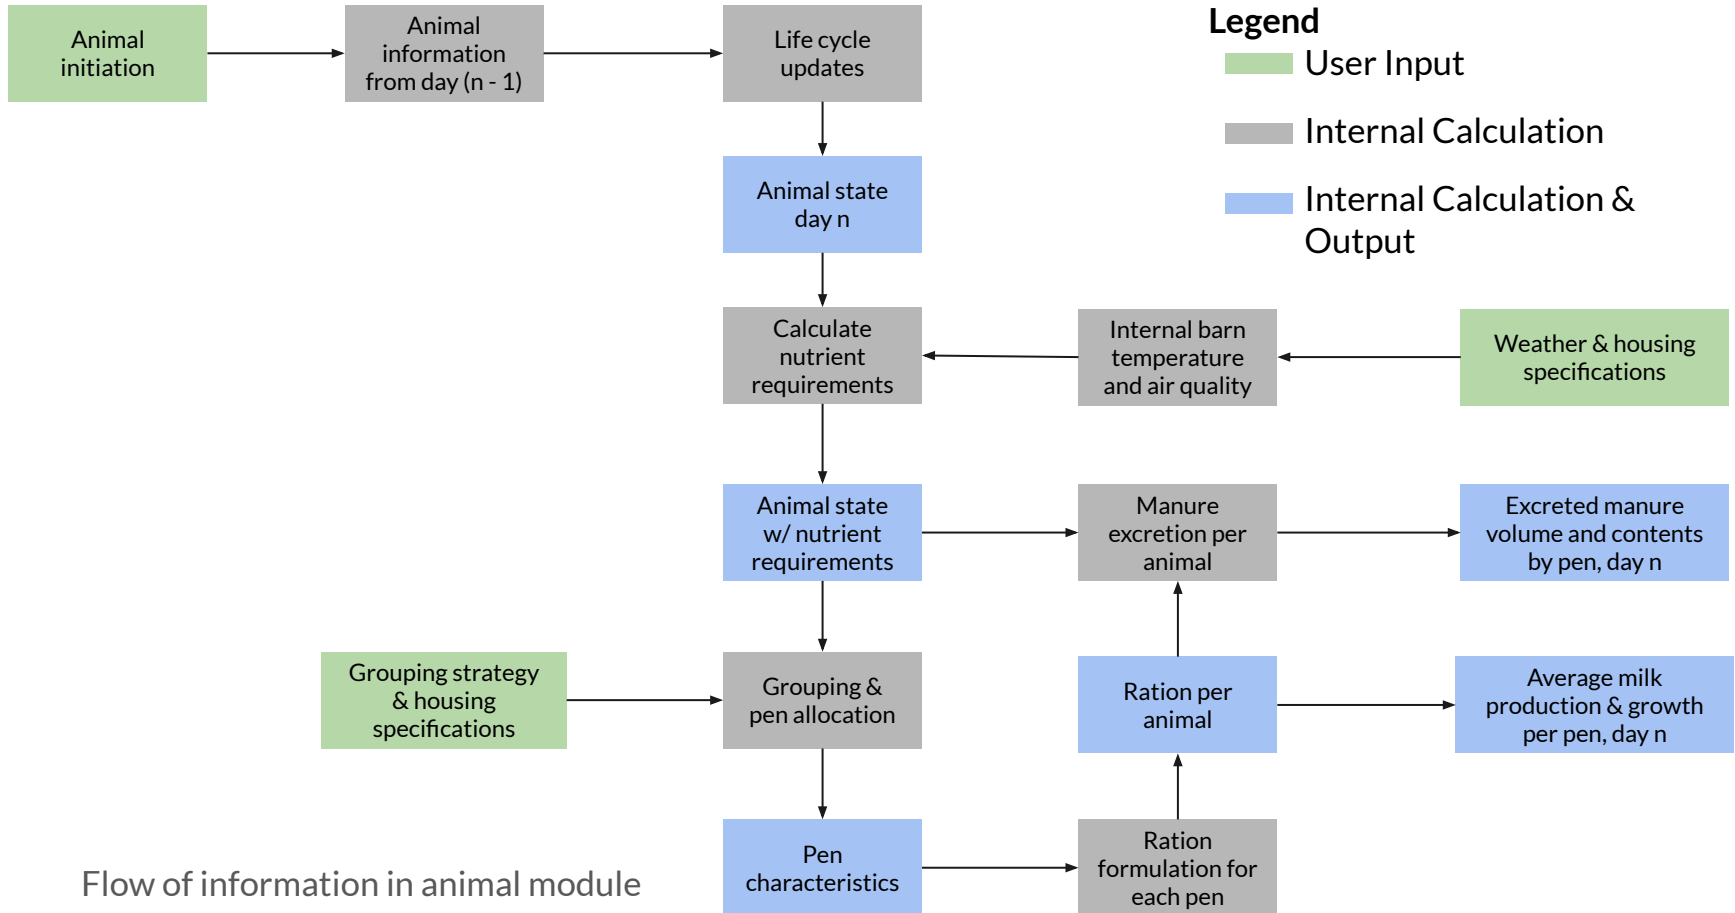 Animal
initiation
Animal
information
from day (n - 1)
Life cycle
updates
Legend
User Input
Internal Calculation
Internal Calculation &
Output
Animal state
day n
Calculate
nutrient
requirements
Internal barn
temperature
and air quality
Weather & housing
specifications
Animal state
w/ nutrient
requirements
Manure
excretion per
animal
Excreted manure
volume and contents
by pen, day n
Grouping strategy
& housing
specifications
Grouping &
pen allocation
Ration per
animal
Average milk
production & growth
per pen, day n
Pen
characteristics
Ration
formulation for
each pen
Flow of information in animal module